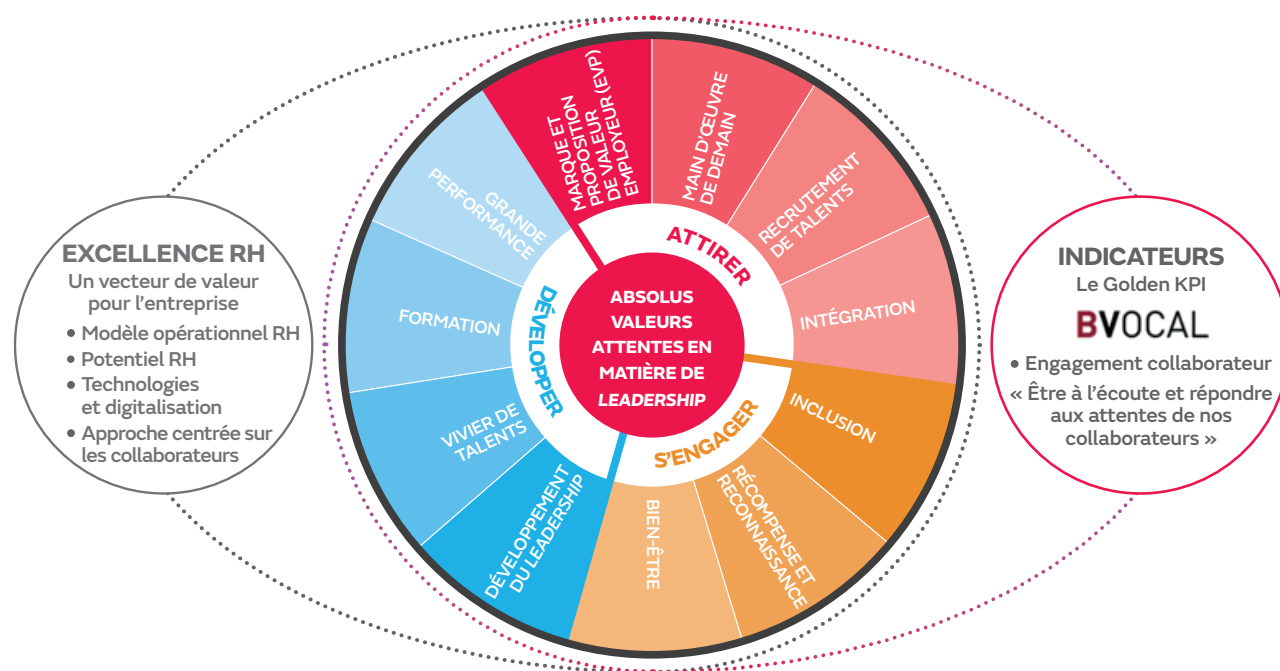 EXCELLENCE RH
Un vecteur de valeur
pour l'entreprise
• Modèle opérationnel RH
• Potentiel RH
• Technologies
et digitalisation
• Approche centrée sur
les collaborateurs
MARQUE ET
PROPOSITION
DE VALEUR
EMPLOYEUR (EVP)
MAIN D'ŒUVRE
DE DEMAIN
RECRUTEMENT
DE TALENTS
INTÉGRATION
INCLUSION
RÉCOMPENSE ET
RECONNAISSANCE
BIEN-ÊTRE
DÉVELOPPEMENT
DU LEADERSHIP
VIVIER DE
TALENTS
FORMATION
GRANDE
PERFORMANCE
ATTIRER
S'ENGAGER
DÉVELOPPER
ABSOLUS
VALEURS
ATTENTES EN
MATIÈRE DE
LEADERSHIP
INDICATEURS
Le Golden KPI
BVOCAL
• Engagement collaborateur
« Être à l'écoute et répondre
aux attentes de nos
collaborateurs »